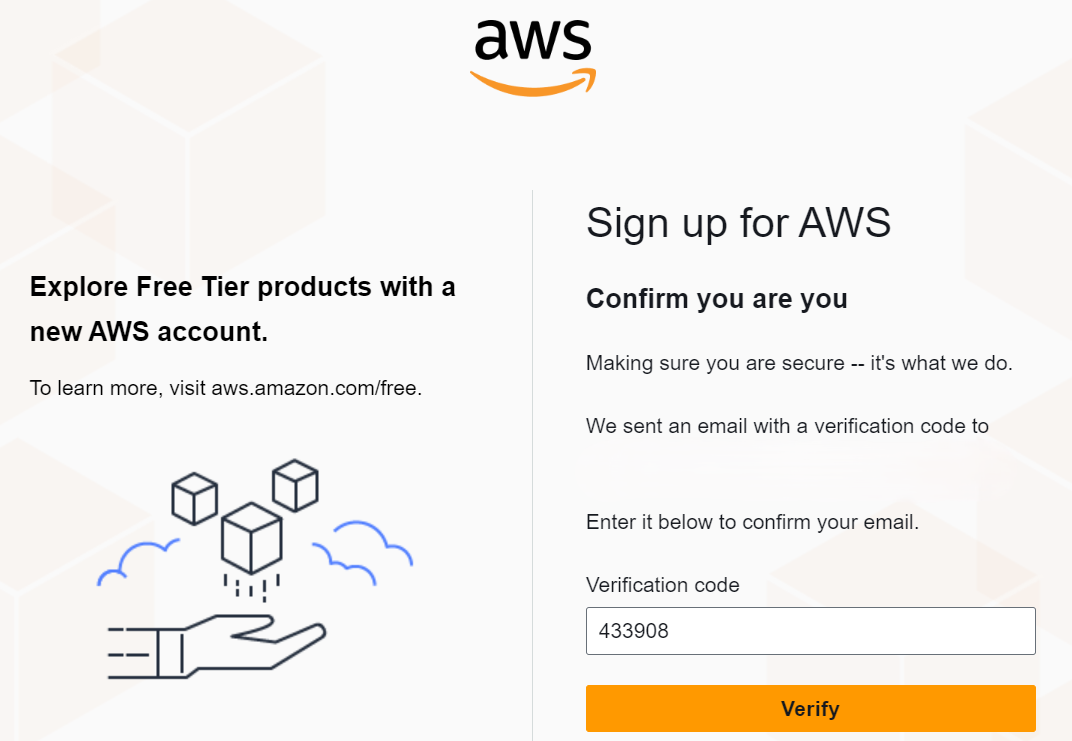 aws
Explore Free Tier products with a
new AWS account.
To learn more, visit aws.amazon.com/free.
Sign up for AWS
Confirm you are you
Making sure you are secure -- it's what we do.
We sent an email with a verification code to
Enter it below to confirm your email.
Verification code
433908
Verify